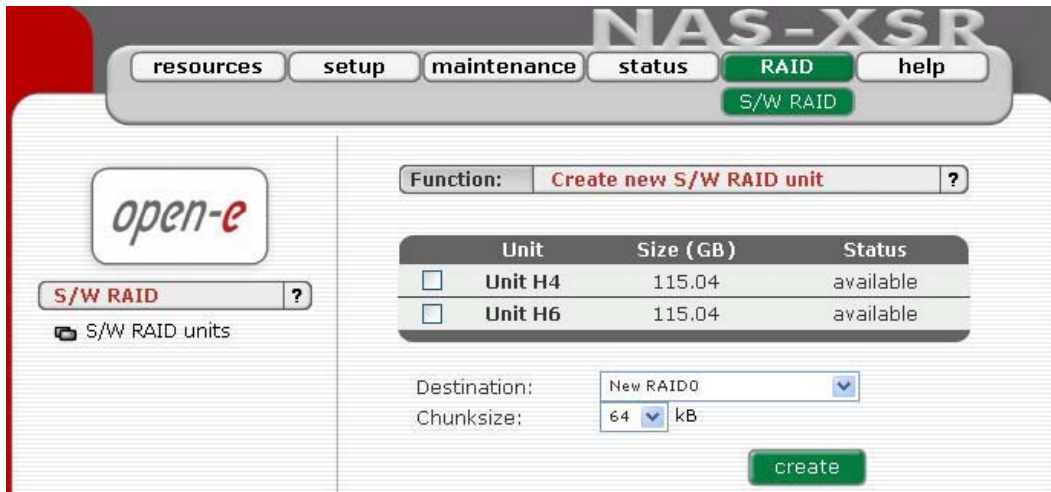 NAS-XSR
resources setup maintenance status RAID help
S/W RAID
open-e
S/W RAID ?
S/W RAID units
Function: Create new S/W RAID unit ?
Unit Size (GB) Status
Unit H4 115.04 available
Unit H6 115.04 available
Destination: New RAID0
Chunksize: 64 kB
create